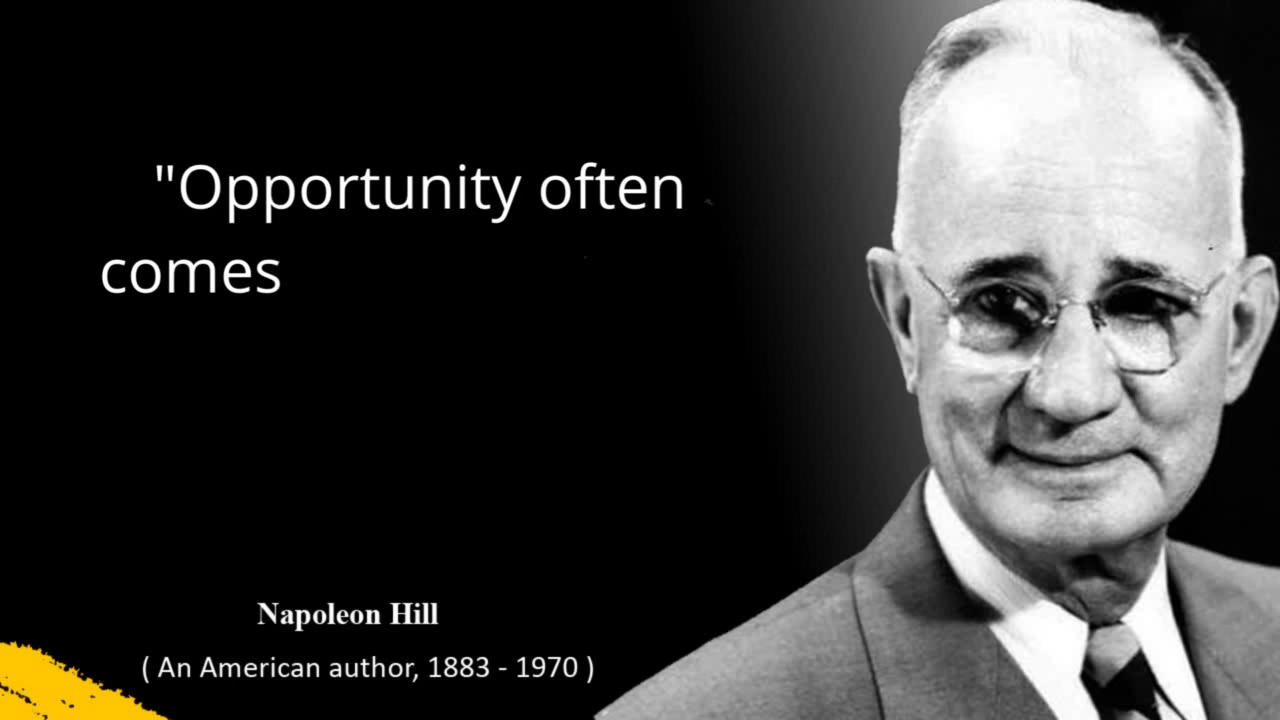 "Opportunity often
comes
Napoleon Hill
( An American author, 1883 - 1970 )